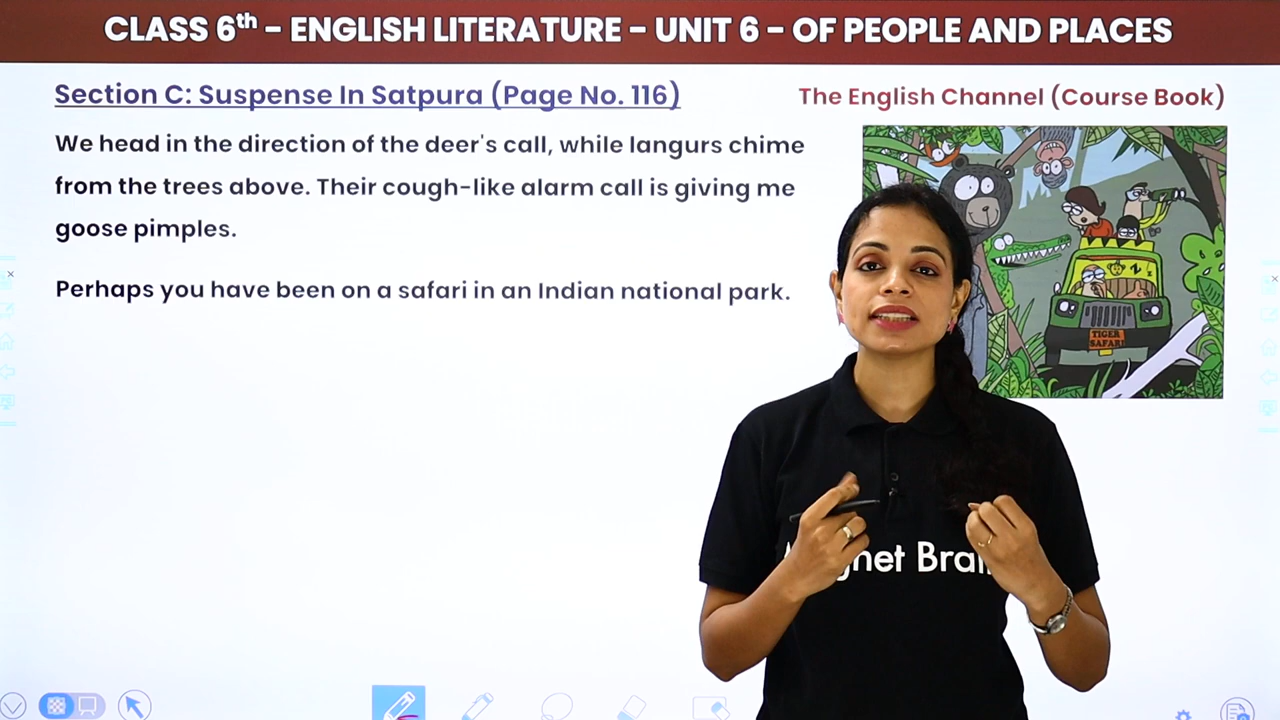 CLASS 6th - ENGLISH LITERATURE - UNIT 6 - OF PEOPLE AND PLACES
Section C: Suspense In Satpura (Page No. 116)
The English Channel (Course Book)
We head in the direction of the deer's call, while langurs chime
from the trees above. Their cough-like alarm call is giving me
goose pimples.
Perhaps you have been on a safari in an Indian national park.
TIGER
SAFARI
gnet Brai